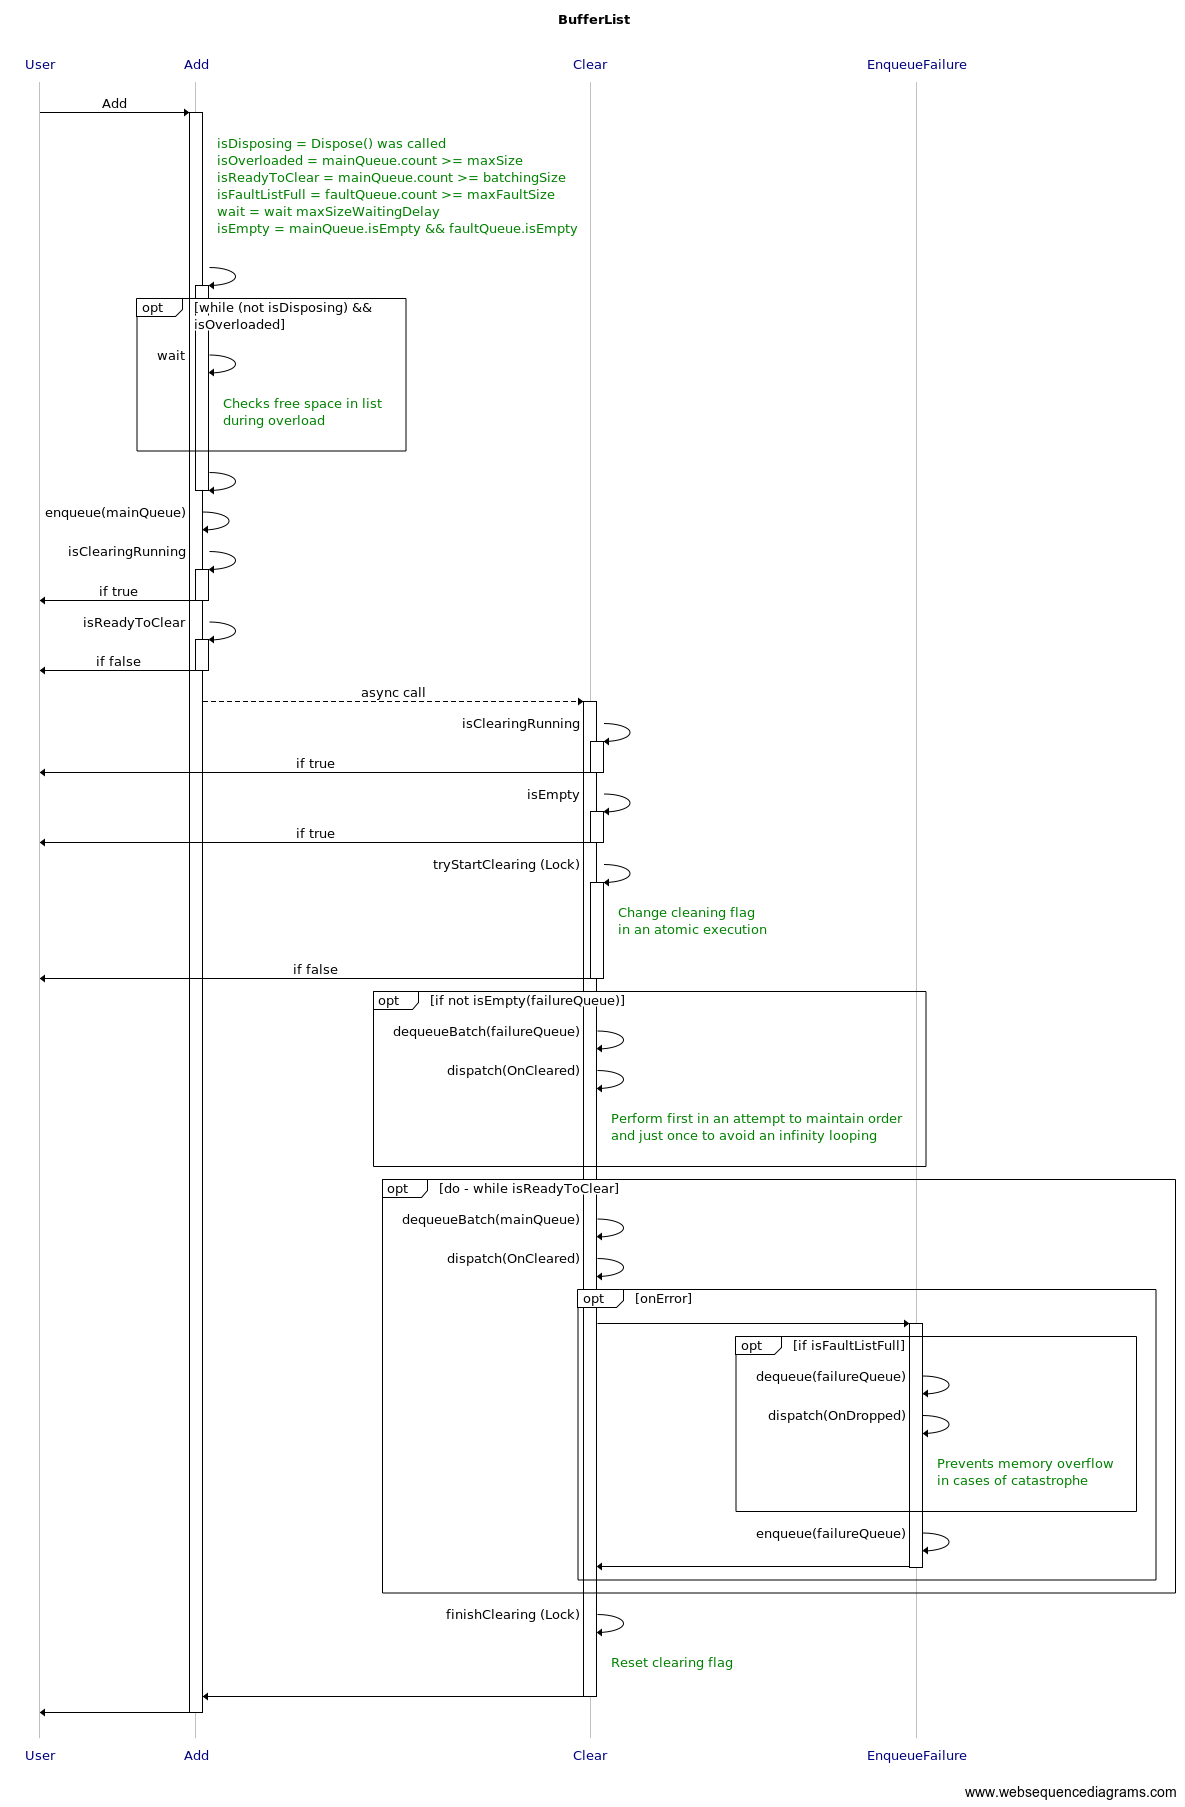 BufferList
User
Add
Clear
EnqueueFailure
Add
isDisposing = Dispose() was called
isOverloaded = mainQueue.count >= maxSize
isReadyToClear = mainQueue.count >= batchingSize
isFaultListFull = faultQueue.count >= maxFaultSize
wait = wait maxSizeWaitingDelay
isEmpty = mainQueue.isEmpty && faultQueue.isEmpty
opt
[while (not isDisposing) &&
isOverloaded]
wait
Checks free space in list
during overload
enqueue(mainQueue)
isClearingRunning
if true
isReadyToClear
if false
async call
isClearingRunning
if true
isEmpty
if true
tryStartClearing (Lock)
Change cleaning flag
in an atomic execution
if false
opt
[if not isEmpty(failureQueue)]
dequeueBatch(failureQueue)
dispatch(OnCleared)
Perform first in an attempt to maintain order
and just once to avoid an infinity looping
opt
[do - while isReadyToClear]
dequeueBatch(mainQueue)
dispatch(OnCleared)
opt
[onError]
opt
[if isFaultListFull]
dequeue(failureQueue)
dispatch(OnDropped)
Prevents memory overflow
in cases of catastrophe
enqueue(failureQueue)
finishClearing (Lock)
Reset clearing flag
User
Add
Clear
EnqueueFailure
www.websequencediagrams.com